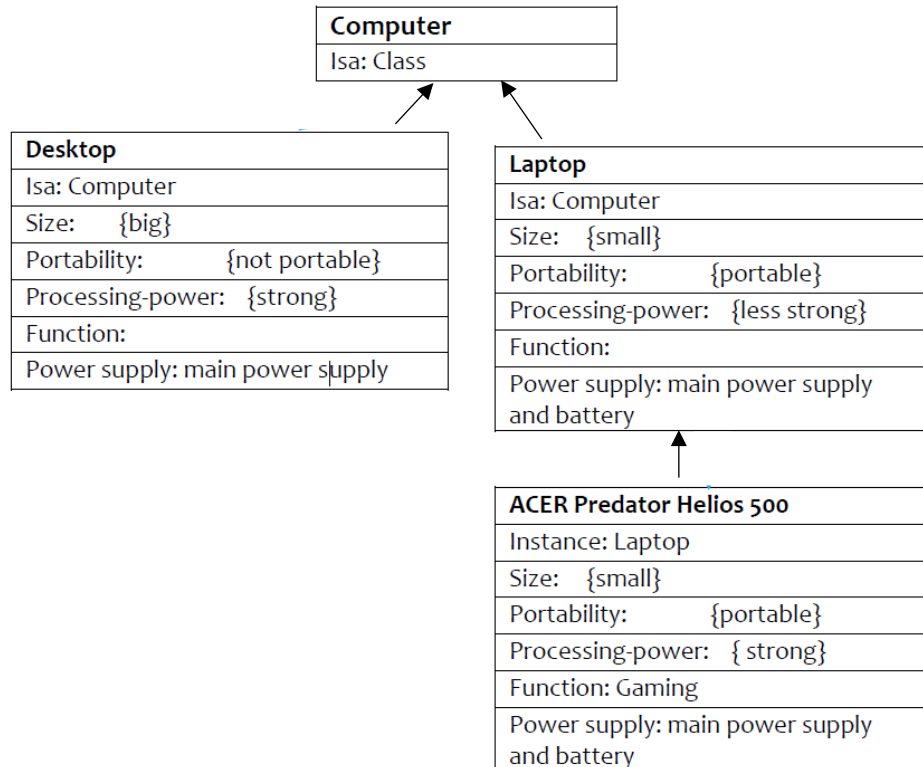 Computer
Isa: Class
Desktop
Isa: Computer
Size: {big}
Portability: {not portable}
Processing-power: {strong}
Function:
Power supply: main power supply
Laptop
Isa: Computer
Size: {small}
Portability: {portable}
Processing-power: {less strong}
Function:
Power supply: main power supply
and battery
ACER Predator Helios 500
Instance: Laptop
Size: {small}
Portability: {portable}
Processing-power: { strong}
Function: Gaming
Power supply: main power supply
and battery